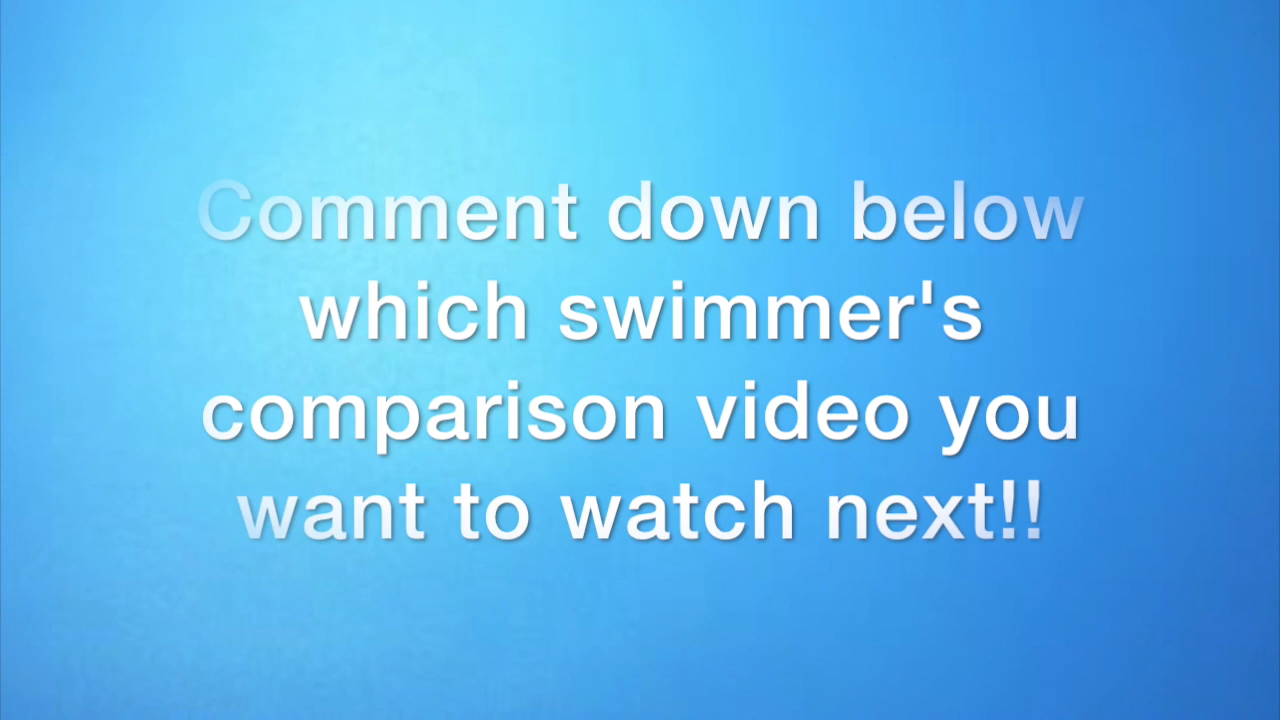 Comment down below
which swimmer's
comparison video you
want to watch next!!